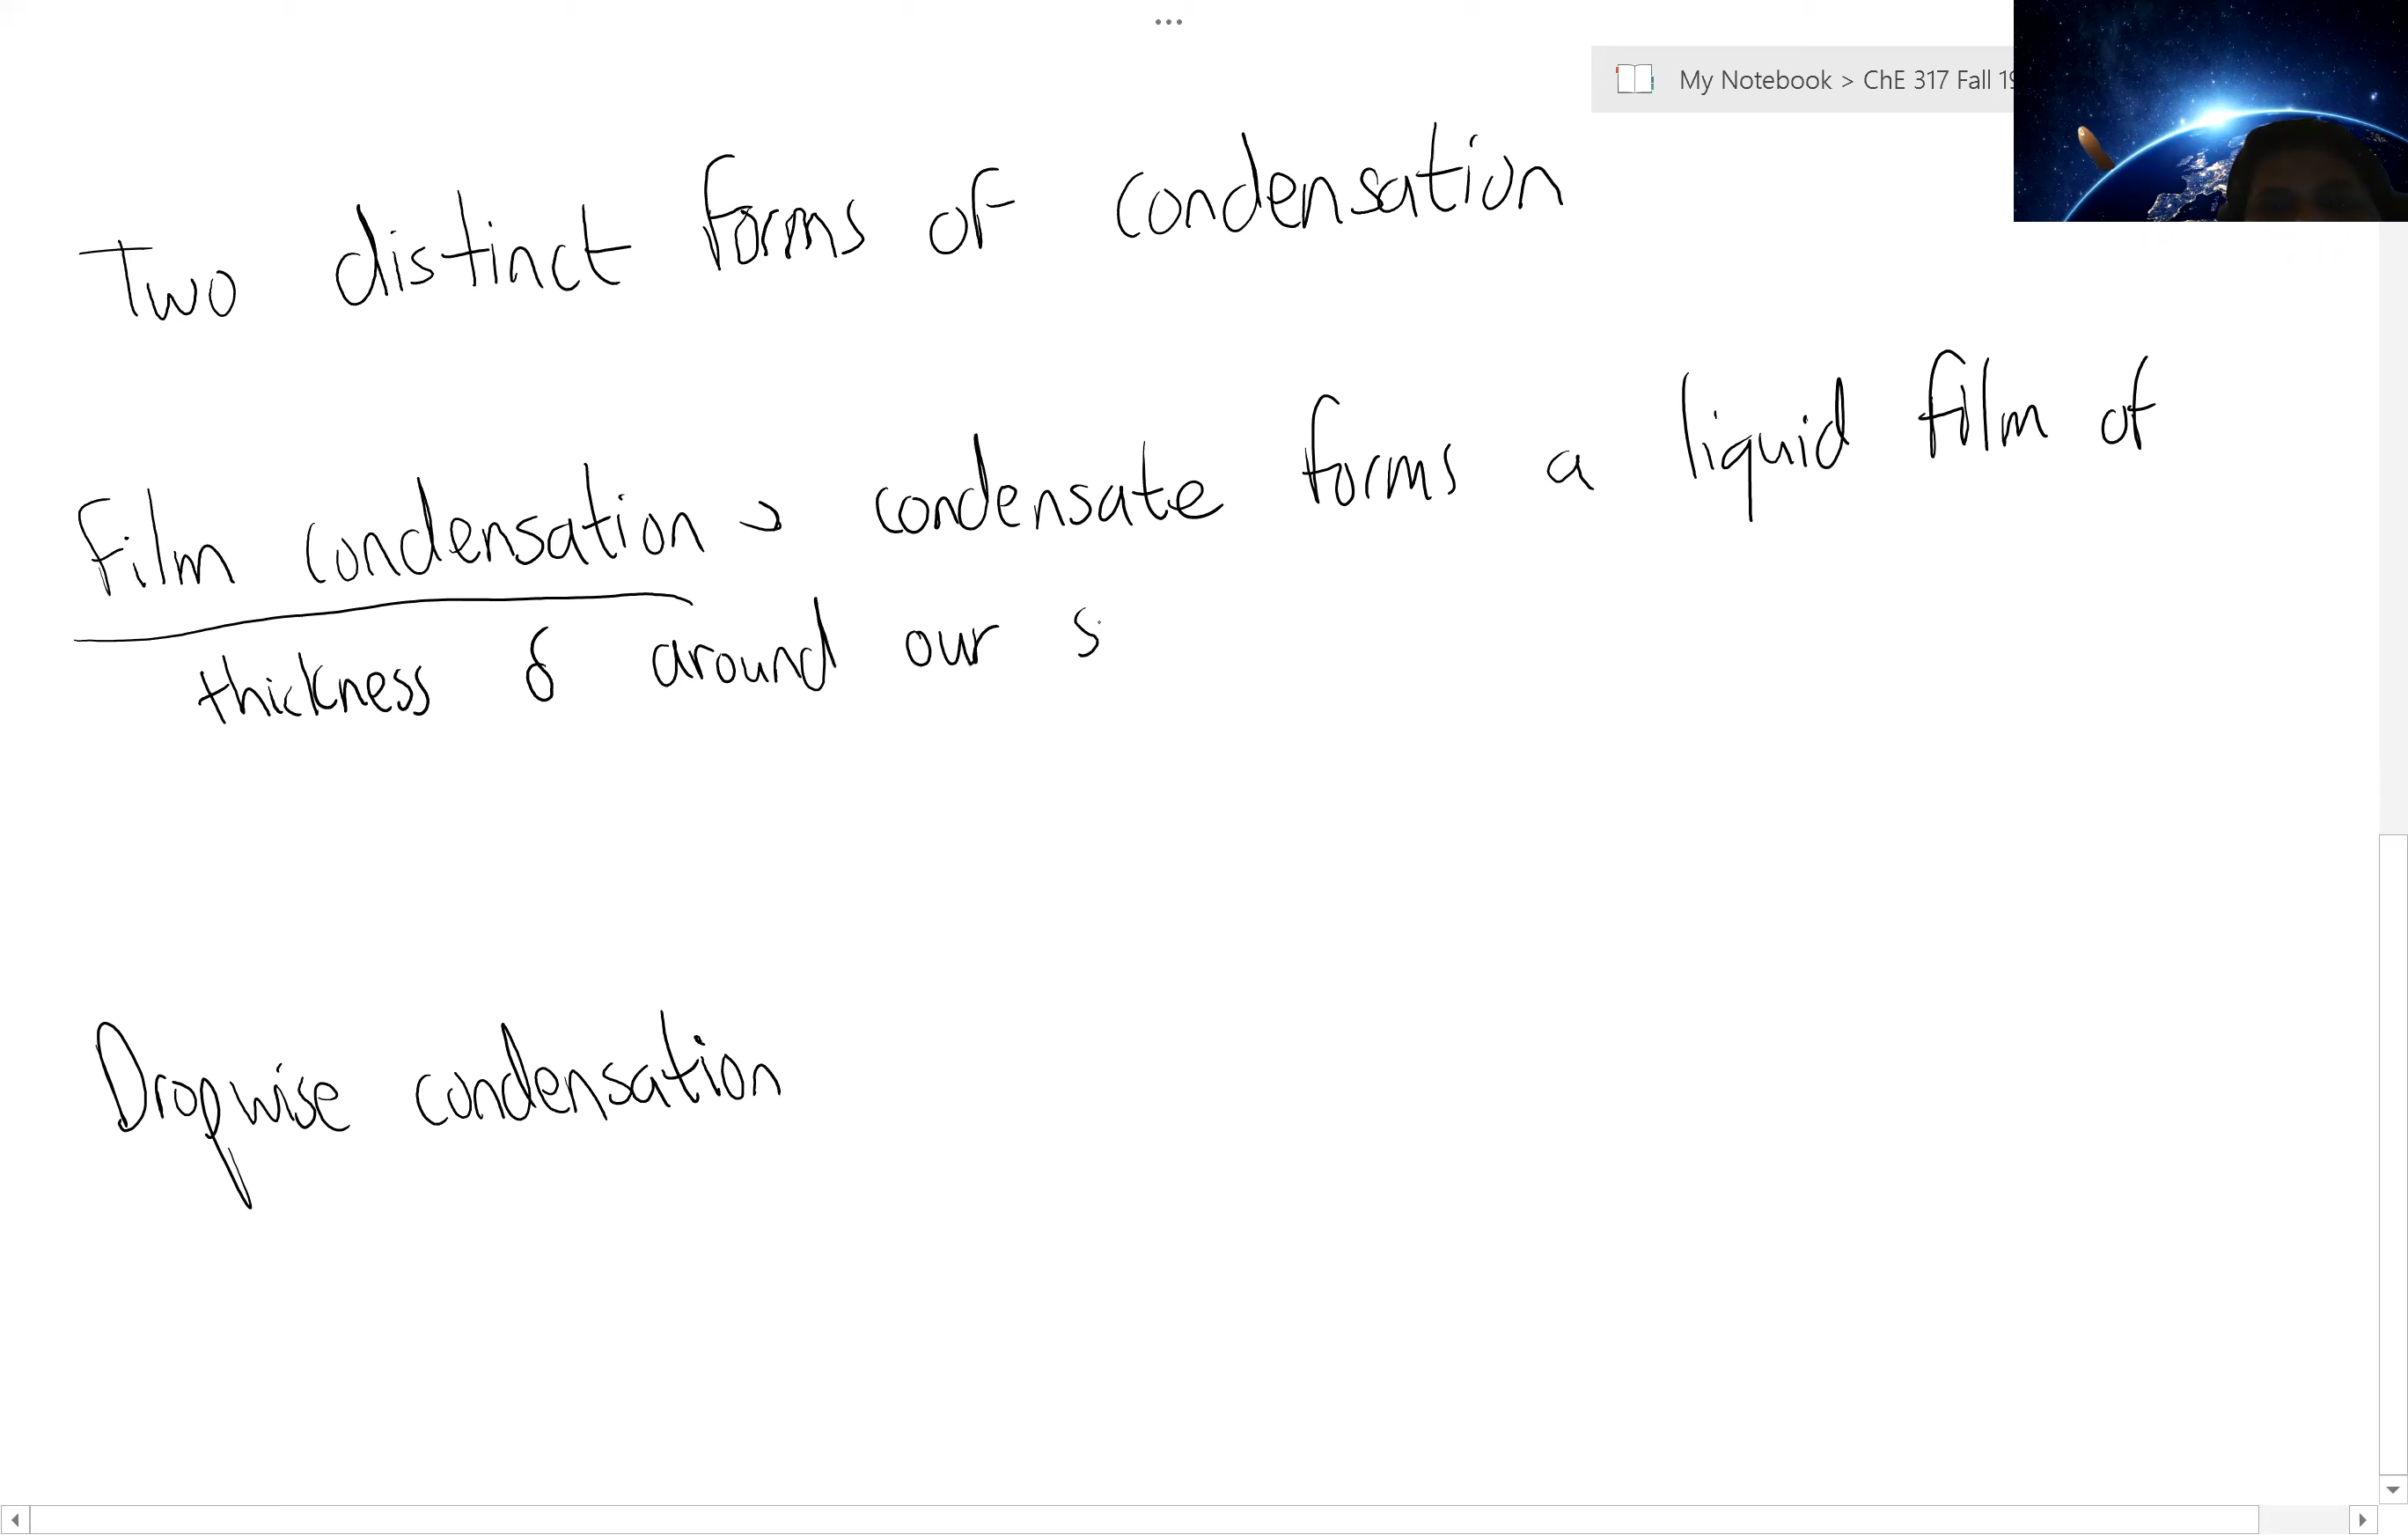 My Notebook > ChE 317 Fall 19
Two distinct forms of condensation
Film condensation → condensate forms a liquid film of
thickness δ around our s
Dropwise condensation